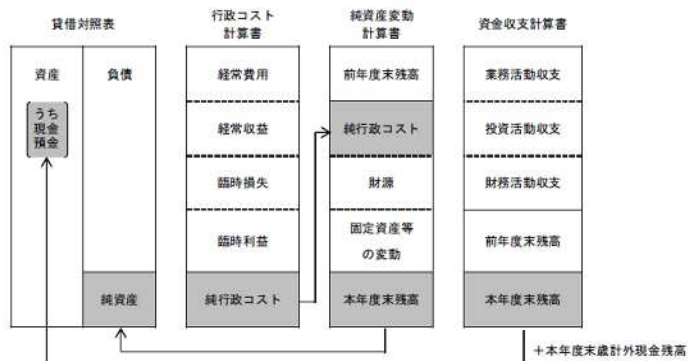 貸借対照表
行政コスト
計算書
純資産変動
計算書
資金収支計算書
資産
負債
うち
現金
預金
純資産
経常費用
経常収益
臨時損失
臨時利益
純行政コスト
前年度末残高
純行政コスト
財源
固定資産等
の変動
本年度末残高
業務活動収支
投資活動収支
財務活動収支
前年度末残高
本年度末残高
＋本年度末歳計外現金残高